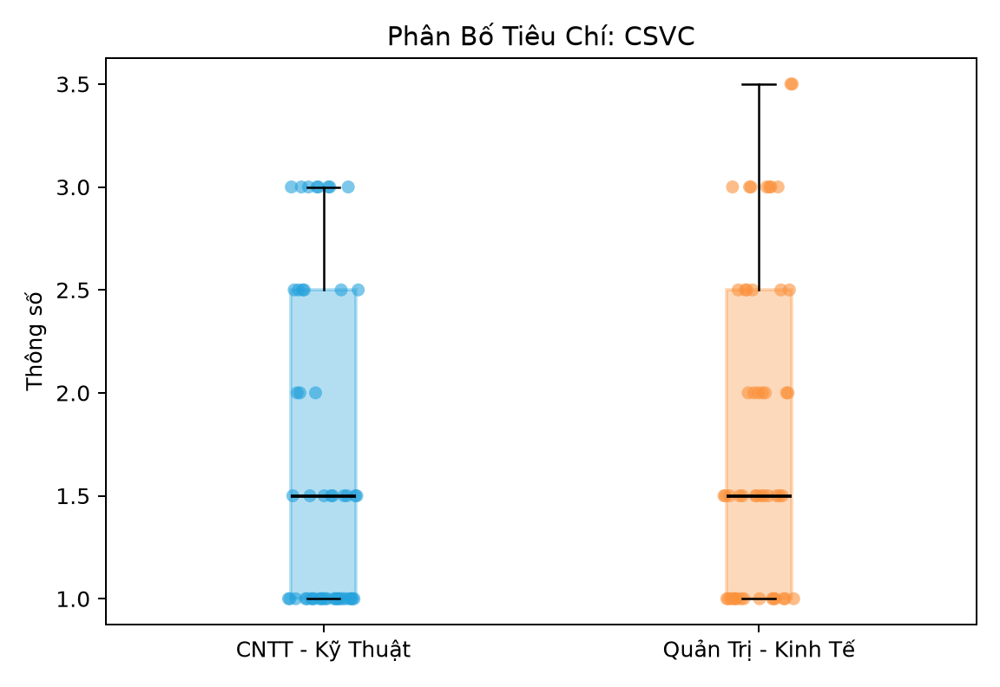 Phân Bố Tiêu Chí: CSVC
Thông số
3.5
3.0
2.5
2.0
1.5
1.0
CNTT - Kỹ Thuật
Quản Trị - Kinh Tế